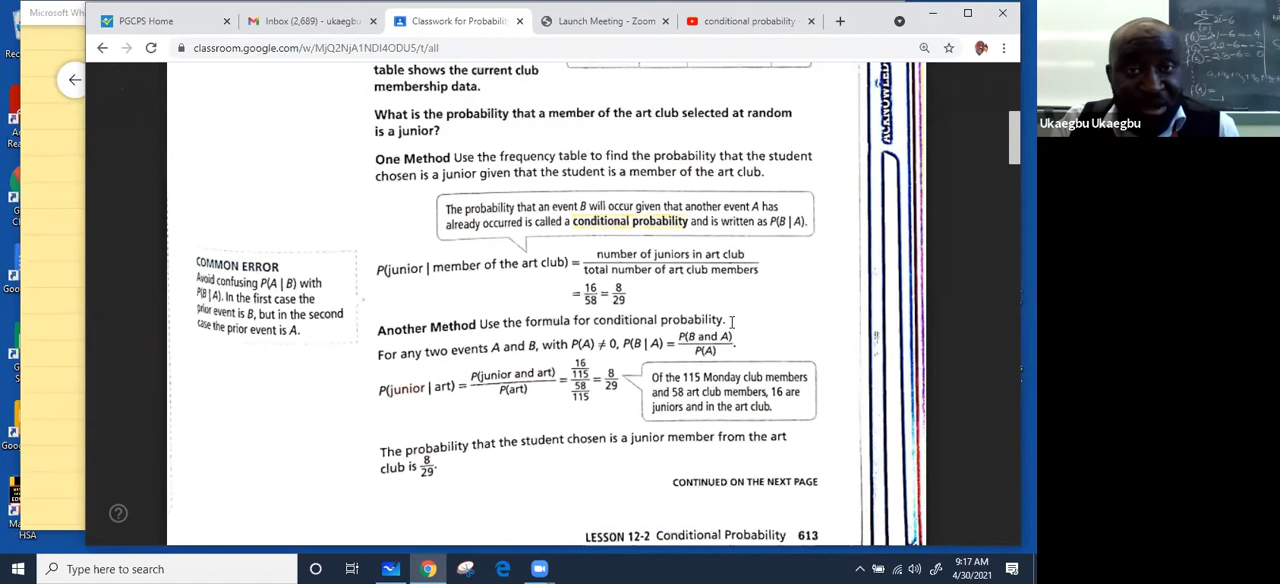 Microsoft Wh
PGCPS Home
Inbox (2,689) - ukaegbu
Classwork for Probabilit
Launch Meeting - Zoom
conditional probability -
classroom.google.com/w/MjQ2NjA1NDI4ODU5/t/all
table shows the current club
membership data.
What is the probability that a member of the art club selected at random
is a junior?
One Method Use the frequency table to find the probability that the student
chosen is a junior given that the student is a member of the art club.
The probability that an event B will occur given that another event A has
already occurred is called a conditional probability and is written as P(B | A).
COMMON ERROR
Avoid confusing P(A | B) with
P(B | A). In the first case the
prior event is B, but in the second
case the prior event is A.
P(junior | member of the art club) = number of juniors in art club / total number of art club members
= 16/58 = 8/29
Another Method Use the formula for conditional probability.
For any two events A and B, with P(A) ≠ 0, P(B | A) = P(B and A) / P(A).
P(junior | art) = P(junior and art) / P(art) = 16/115 / 58/115 = 8/29
Of the 115 Monday club members
and 58 art club members, 16 are
juniors and in the art club.
The probability that the student chosen is a junior member from the art
club is 8/29.
CONTINUED ON THE NEXT PAGE
LESSON 12-2 Conditional Probability 613
Ukaegbu Ukaegbu
HSA
Type here to search
9:17 AM
4/30/2021